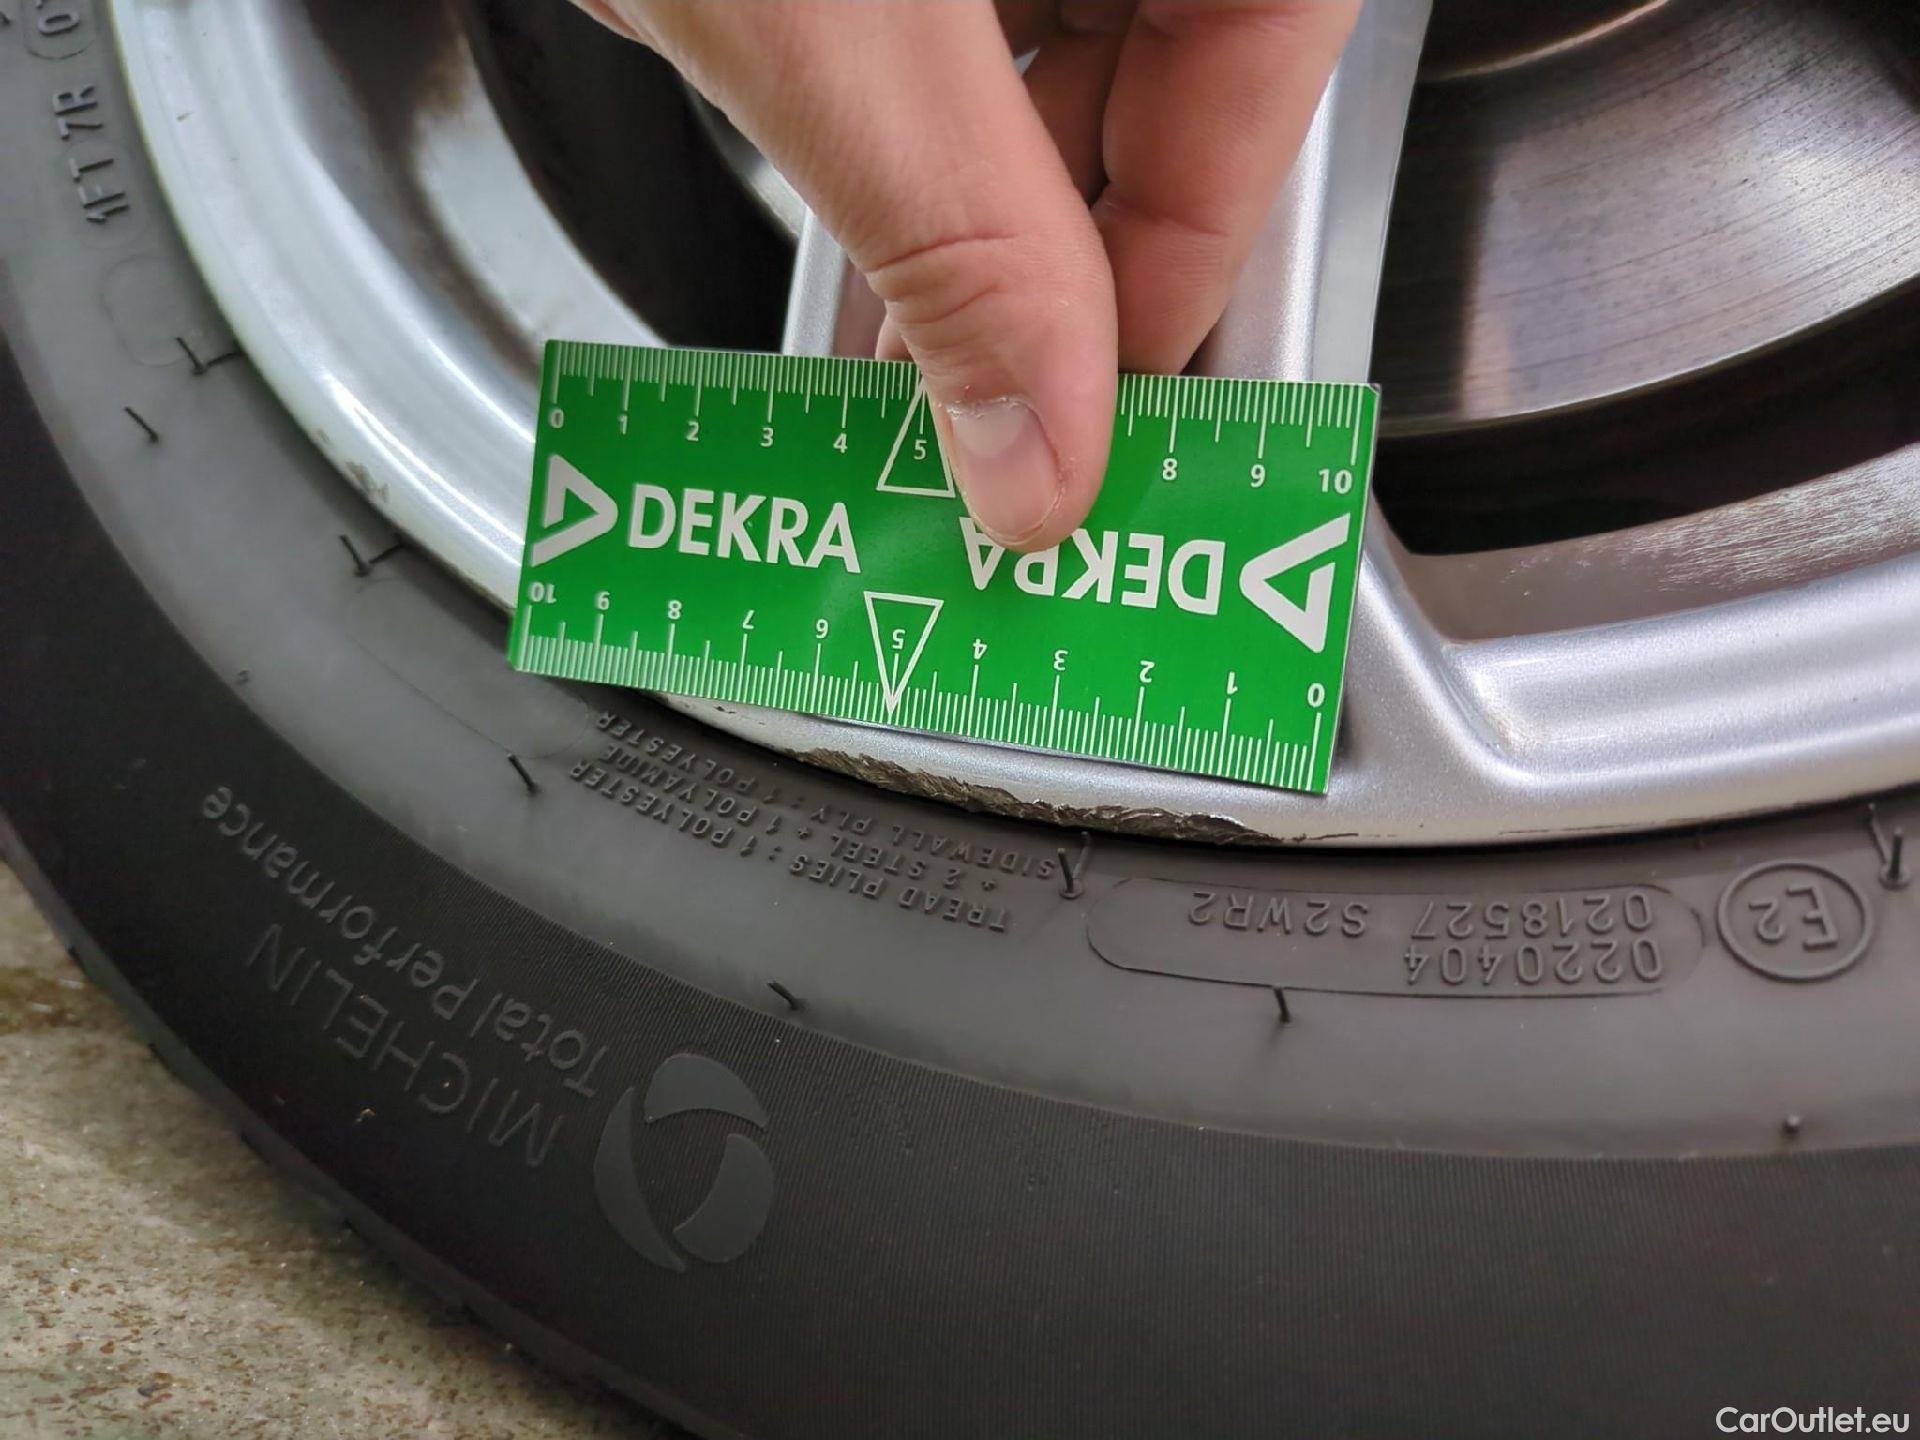 1FT7R
0 1 2 3 4 5 8 9 10
DEKRA
DEKRA
10 9 8 7 6 5 4 3 2 1 0
TREAD PLIES : 1 POLYESTER
+ 2 STEEL + 1 POLYAMIDE
SIDEWALL PLY : 1 POLYESTER
E2
0220404
0218527 S2WR2
MICHELIN
Total Performance
CarOutlet.eu